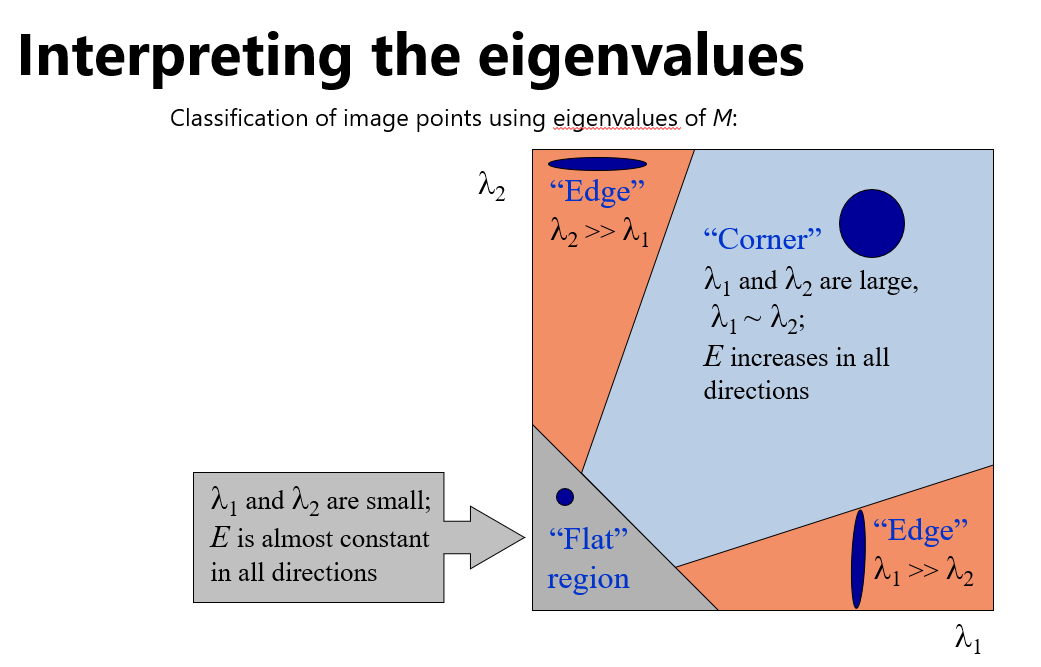 Interpreting the eigenvalues
Classification of image points using eigenvalues of M:
λ2
“Edge”
λ2 >> λ1
“Corner”
λ1 and λ2 are large,
λ1 ~ λ2;
E increases in all
directions
λ1 and λ2 are small;
E is almost constant
in all directions
“Flat”
region
“Edge”
λ1 >> λ2
λ1